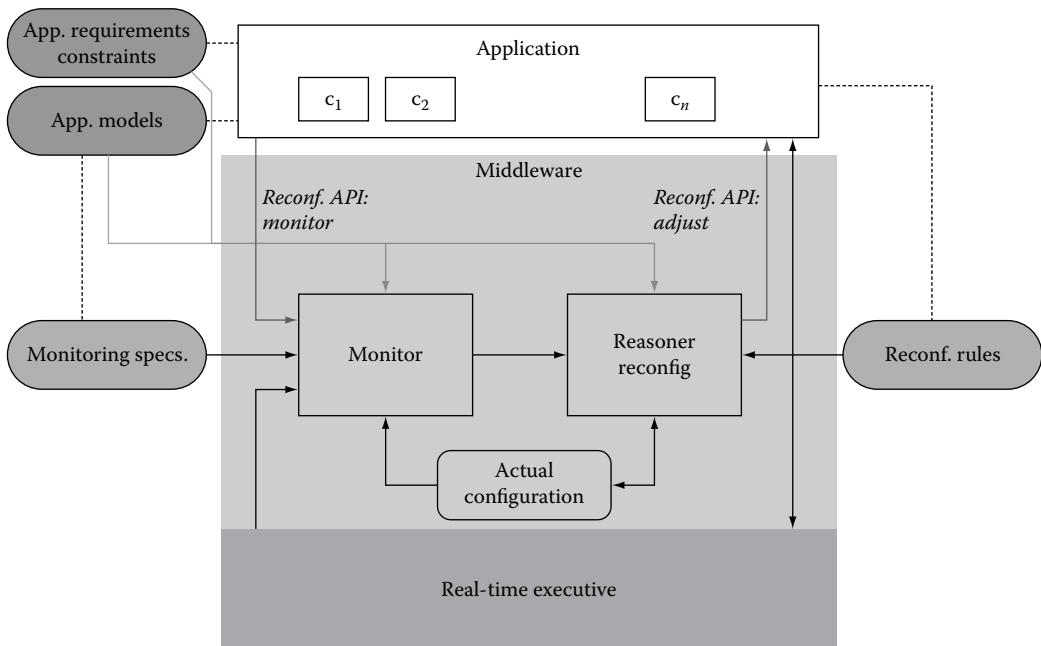 App. requirements
constraints
Application
c1
c2
cn
App. models
Middleware
Reconf. API:
monitor
Reconf. API:
adjust
Monitoring specs.
Monitor
Reasoner
reconfig
Reconf. rules
Actual
configuration
Real-time executive